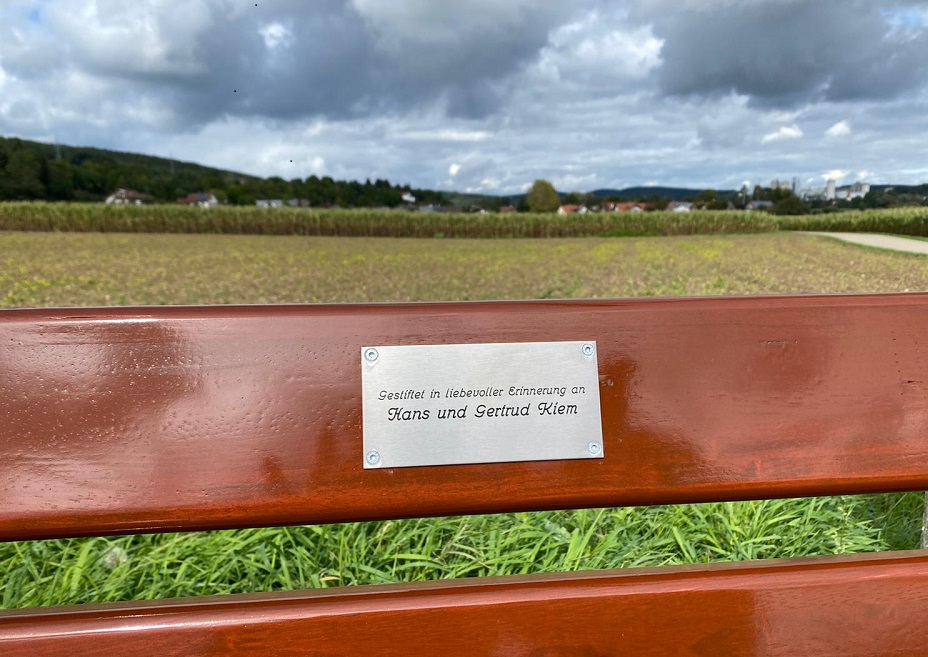 Gestiftet in liebevoller Erinnerung an
Hans und Gertrud Kiem